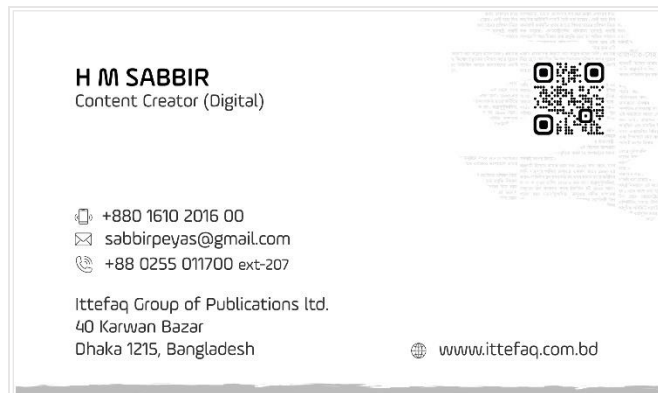 H M SABBIR
Content Creator (Digital)
+880 1610 2016 00
sabbirpeyas@gmail.com
+88 0255 011700 ext-207
Ittefaq Group of Publications ltd.
40 Karwan Bazar
Dhaka 1215, Bangladesh
www.ittefaq.com.bd